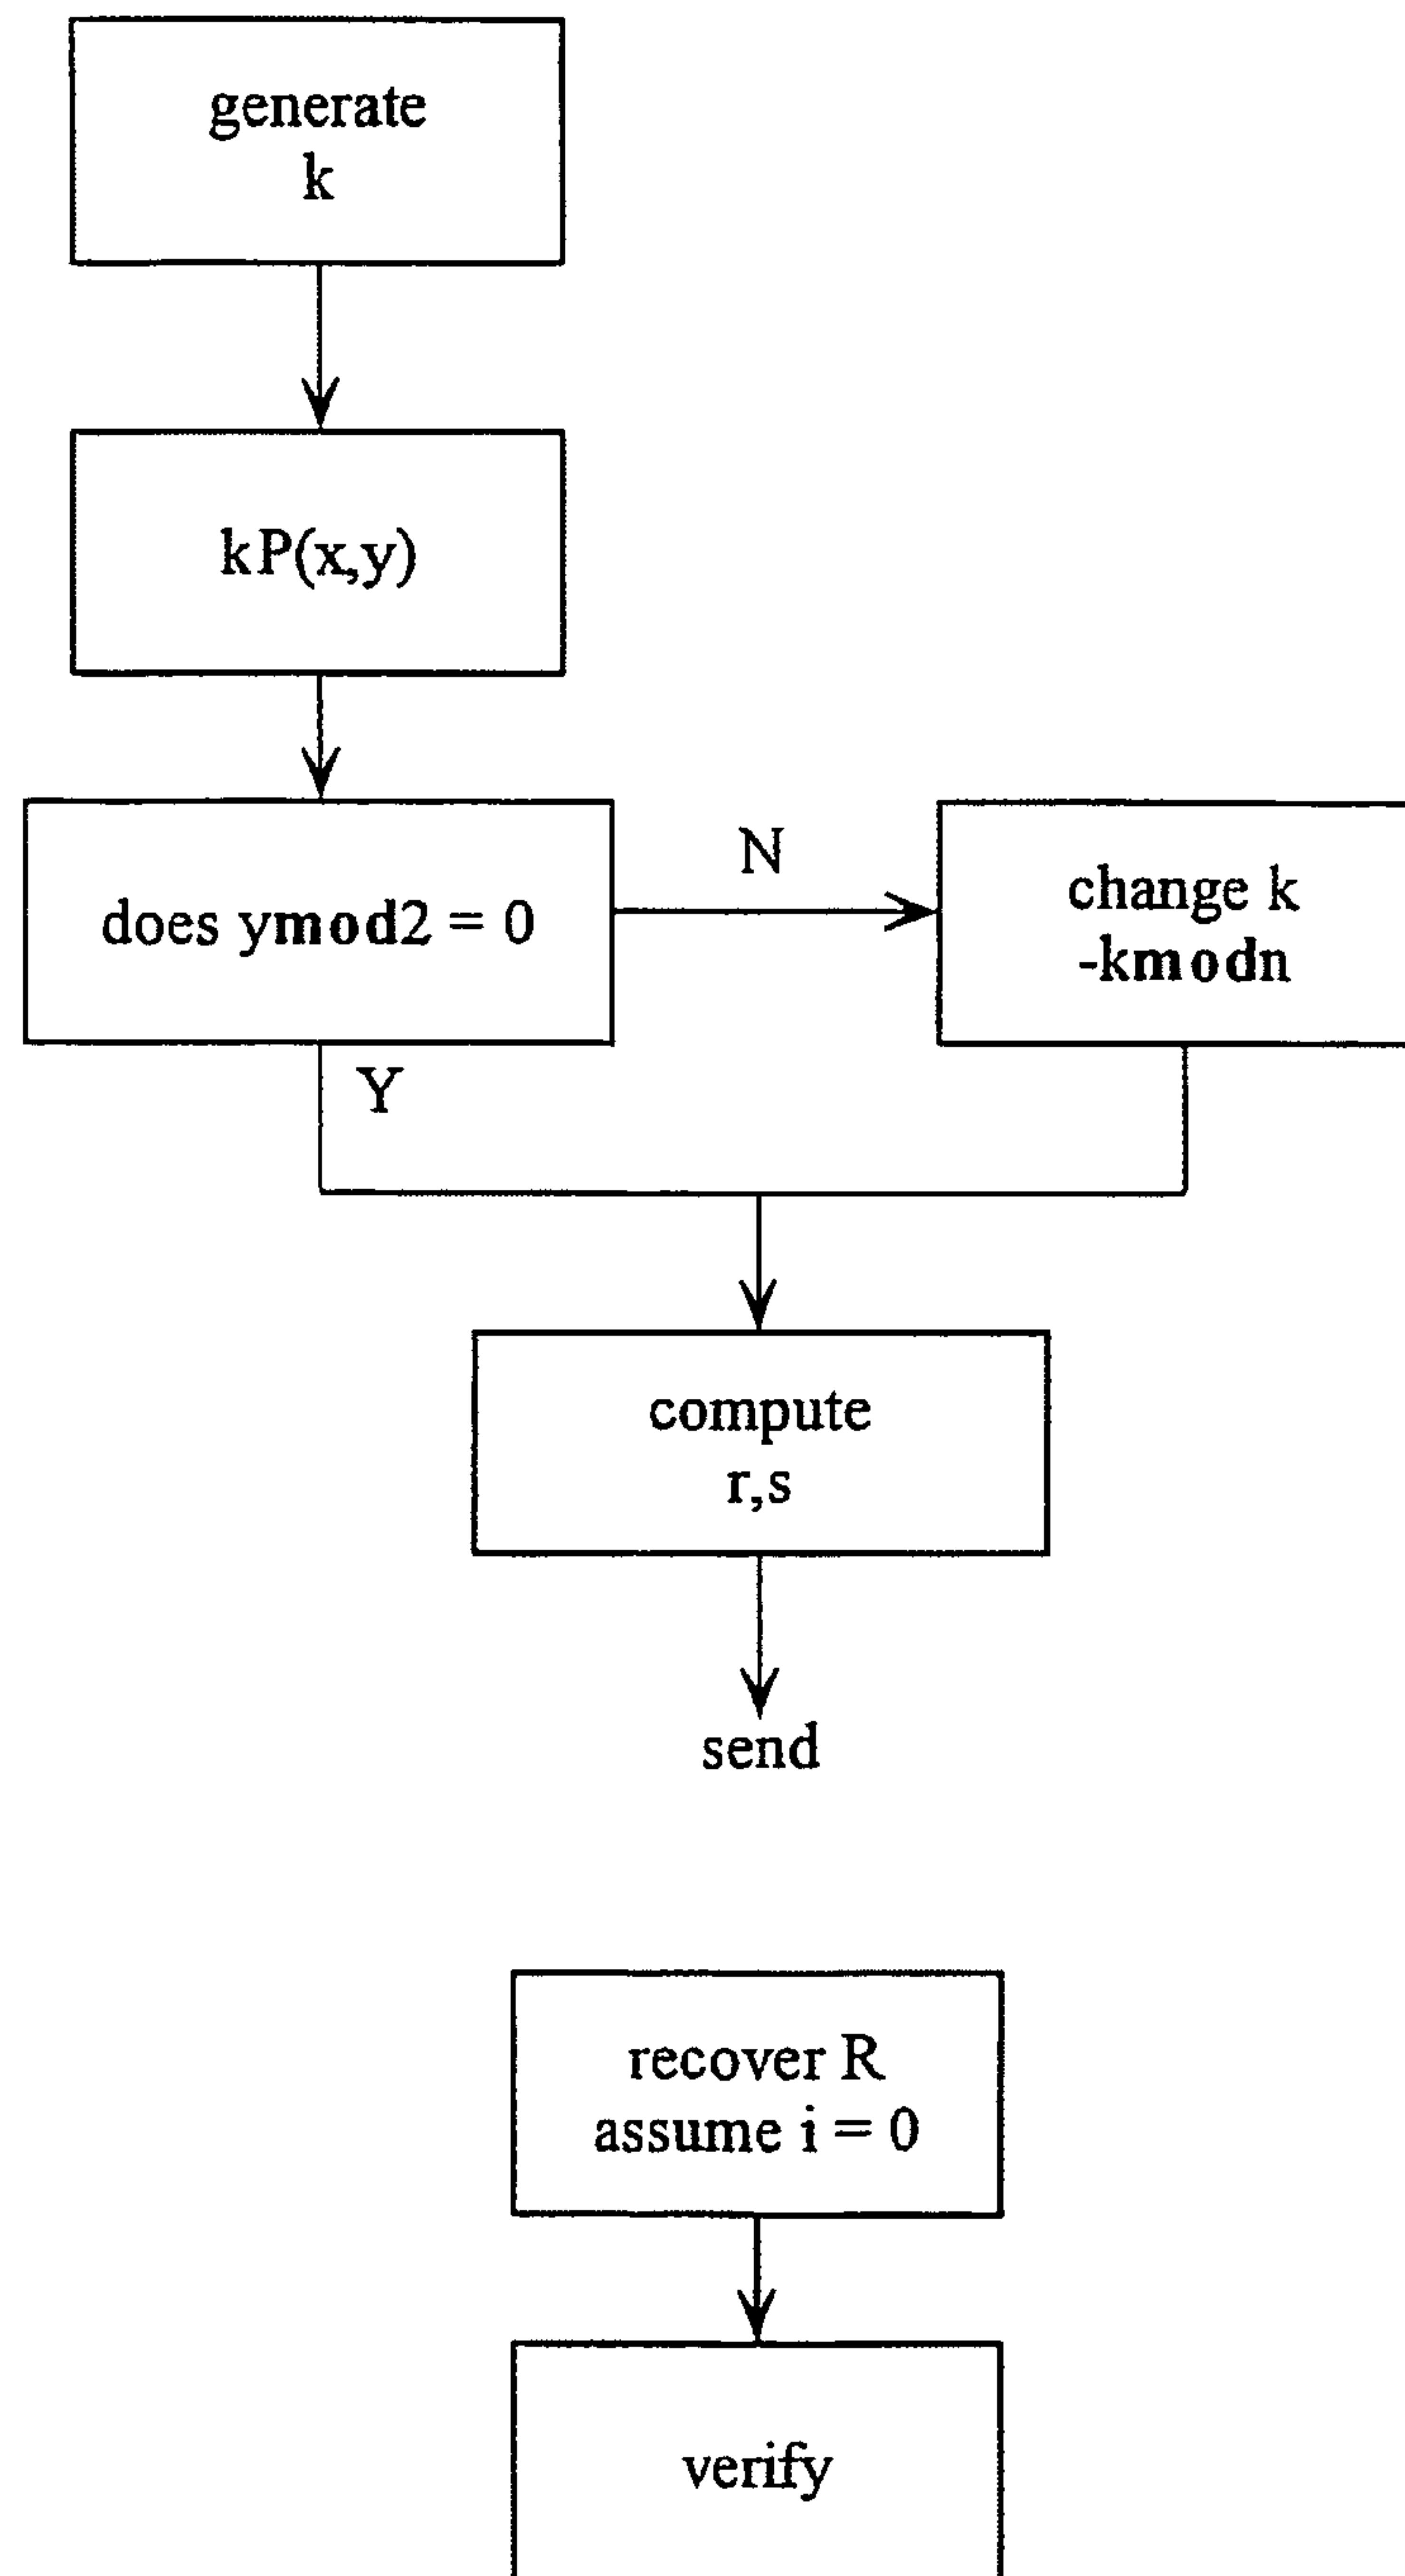 generate
k
kP(x,y)
does ymod2 = 0
N
change k
-kmodn
Y
compute
r,s
send
recover R
assume i = 0
verify